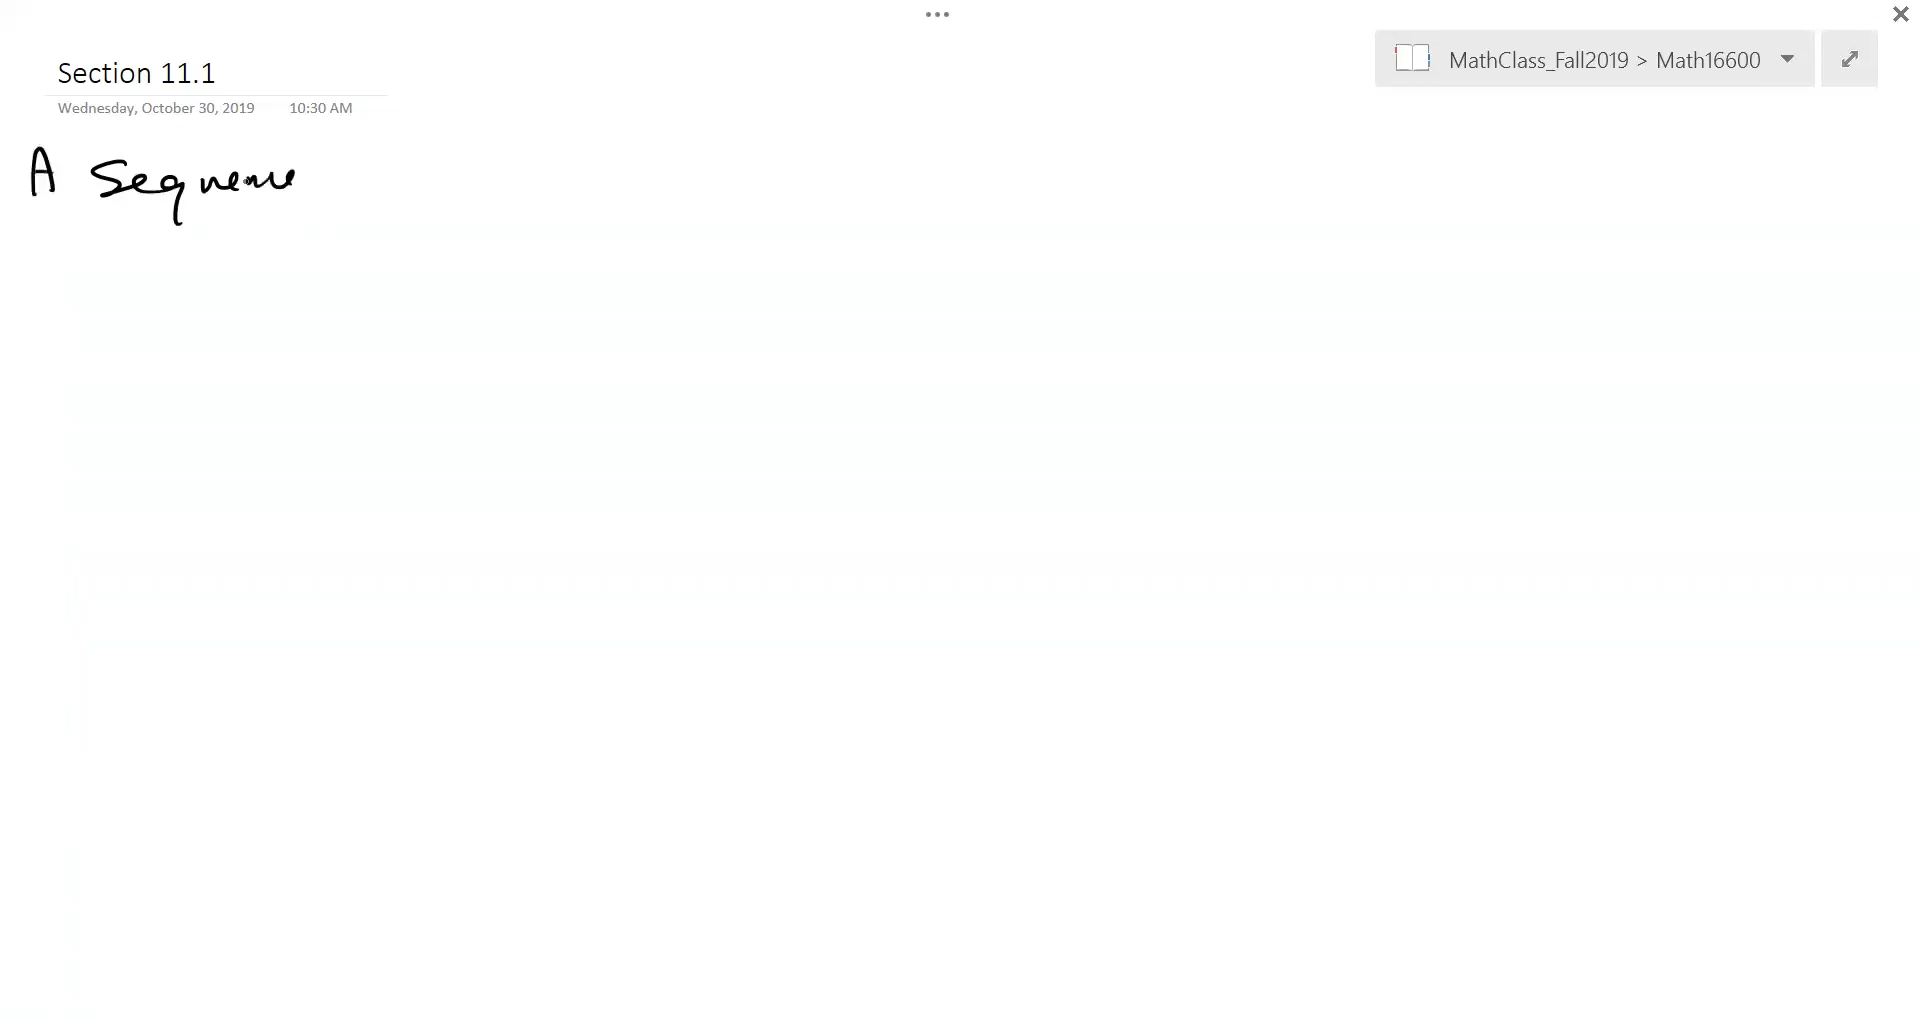 MathClass_Fall2019 > Math16600
Section 11.1
Wednesday, October 30, 2019 10:30 AM
A Sequence